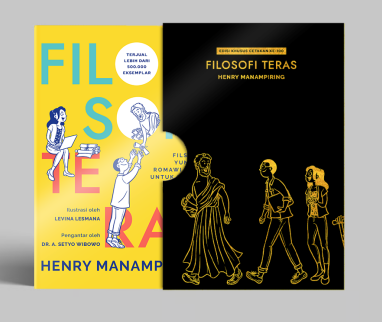 FIL
SO
TE
RA
TERJUAL
LEBIH DARI
500.000
EKSEMPLAR
FILS
YUN
ROMAWI
UNTUK
Ilustrasi oleh
LEVINA LESMANA
Pengantar oleh
DR. A. SETYO WIBOWO
HENRY MANAMP
EDISI KHUSUS CETAKAN KE-100
FILOSOFI TERAS
HENRY MANAMPIRING